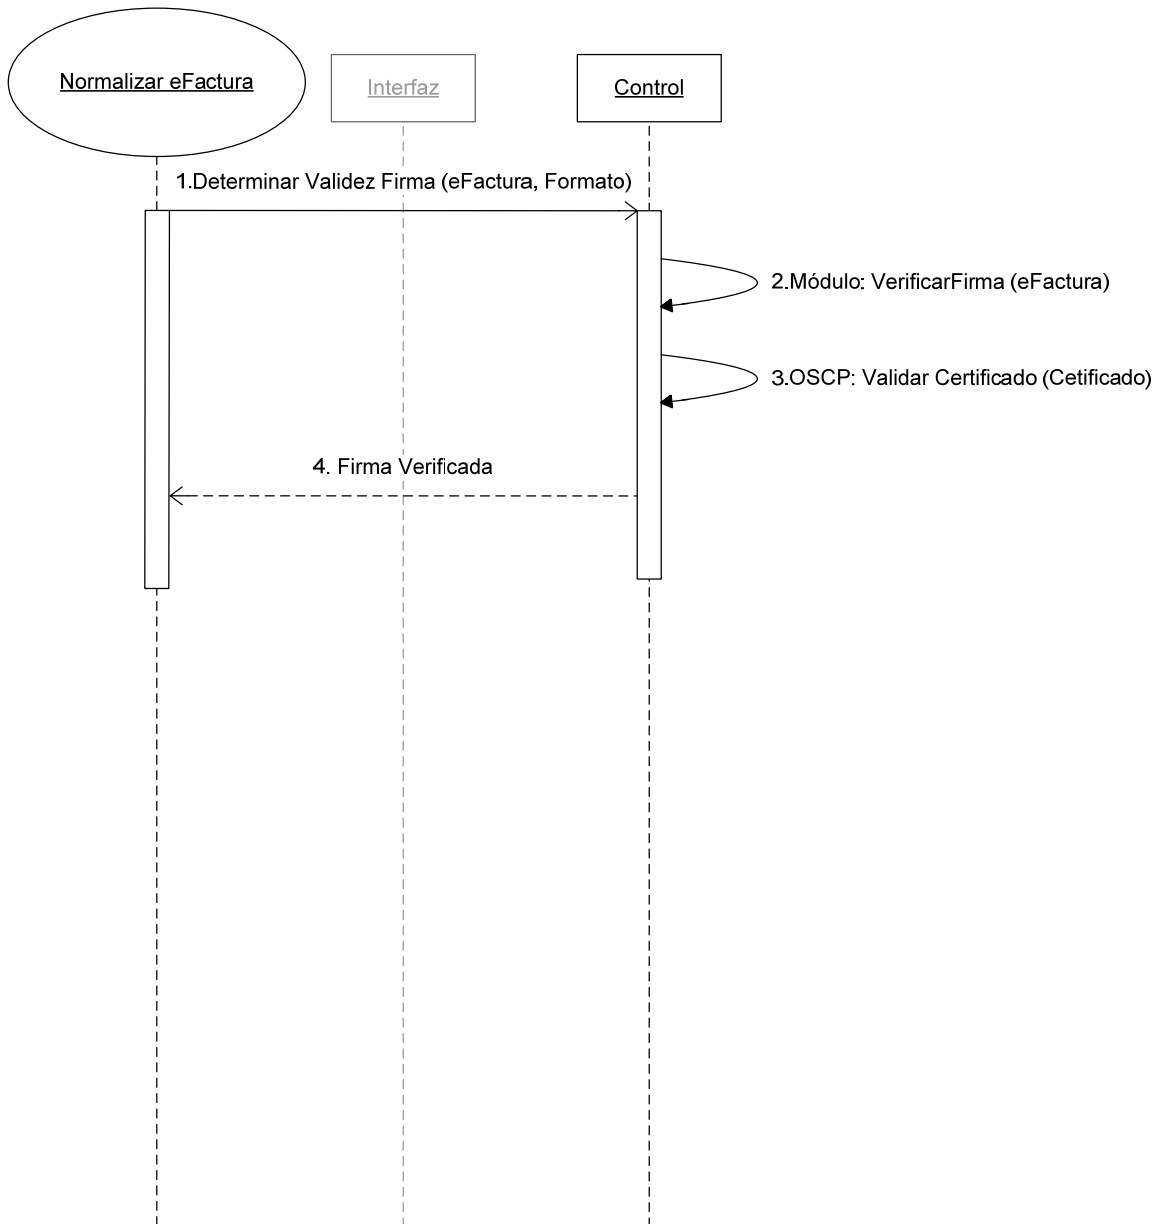 Normalizar eFactura
Interfaz
Control
1.Determinar Validez Firma (eFactura, Formato)
2.Módulo: VerificarFirma (eFactura)
3.OSCP: Validar Certificado (Cetificado)
4. Firma Verificada